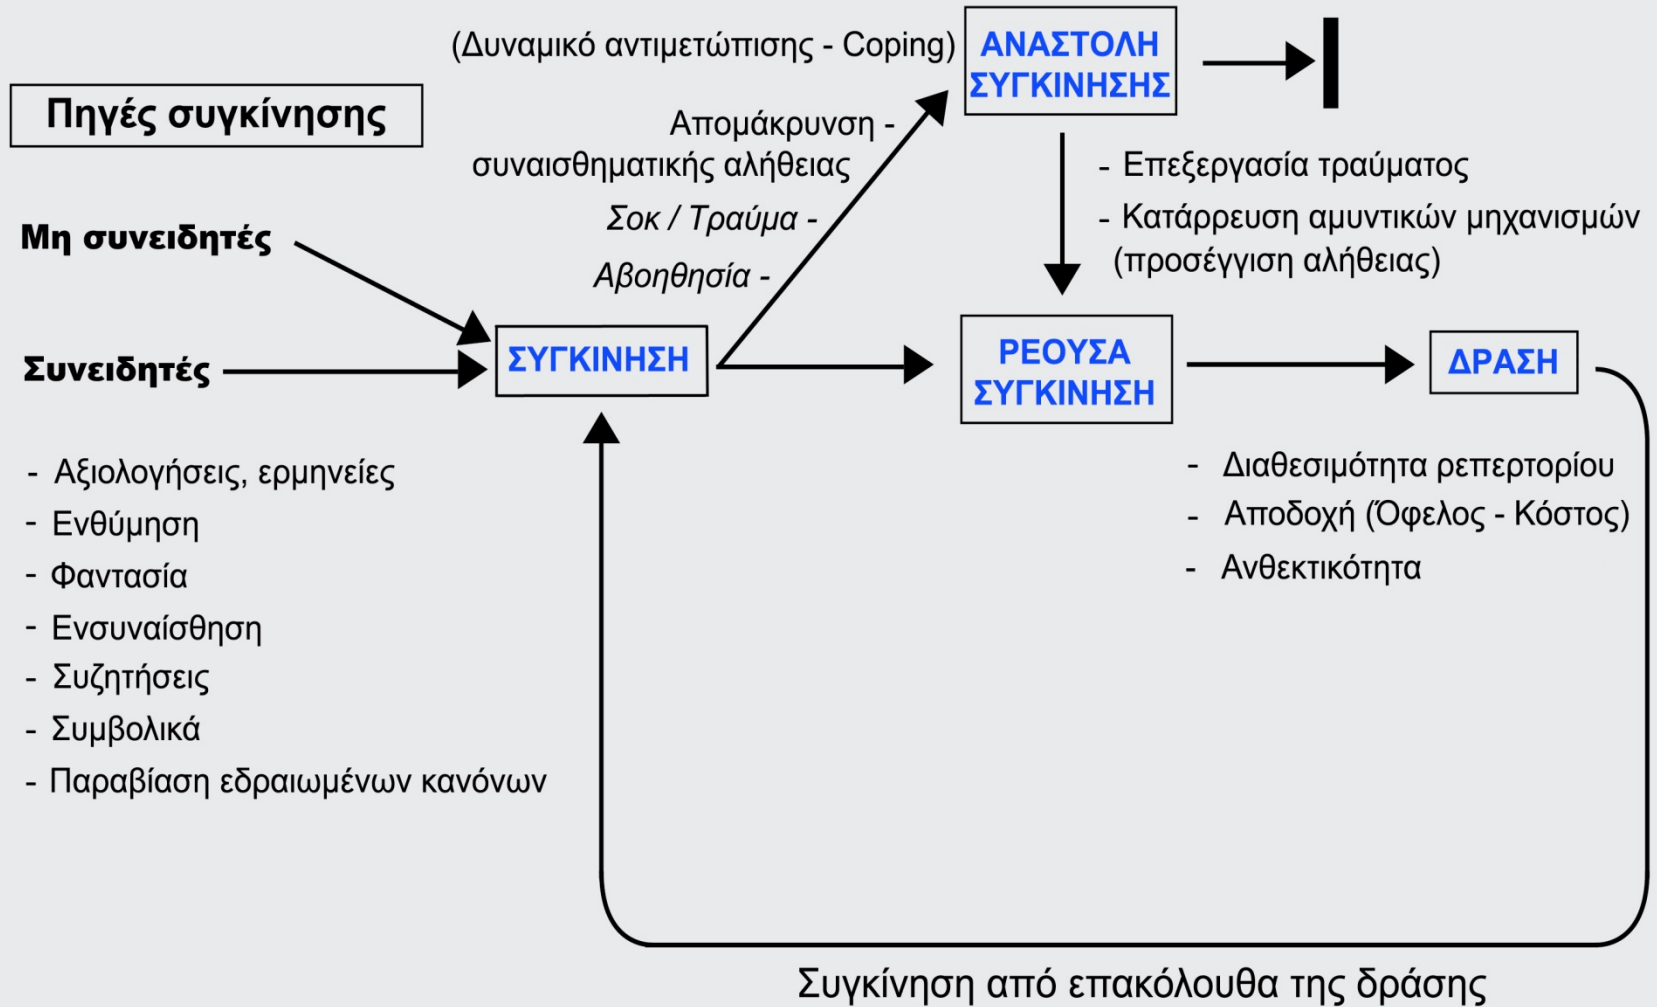 (Δυναμικό αντιμετώπισης - Coping)
ΑΝΑΣΤΟΛΗ
ΣΥΓΚΙΝΗΣΗΣ
Πηγές συγκίνησης
Απομάκρυνση -
συναισθηματικής αλήθειας
Σοκ / Τραύμα -
Αβοηθησία -
- Επεξεργασία τραύματος
- Κατάρρευση αμυντικών μηχανισμών
(προσέγγιση αλήθειας)
Μη συνειδητές
Συνειδητές
ΣΥΓΚΙΝΗΣΗ
ΡΕΟΥΣΑ
ΣΥΓΚΙΝΗΣΗ
ΔΡΑΣΗ
- Αξιολογήσεις, ερμηνείες
- Ενθύμηση
- Φαντασία
- Ενσυναίσθηση
- Συζητήσεις
- Συμβολικά
- Παραβίαση εδραιωμένων κανόνων
- Διαθεσιμότητα ρεπερτορίου
- Αποδοχή (Όφελος - Κόστος)
- Ανθεκτικότητα
Συγκίνηση από επακόλουθα της δράσης